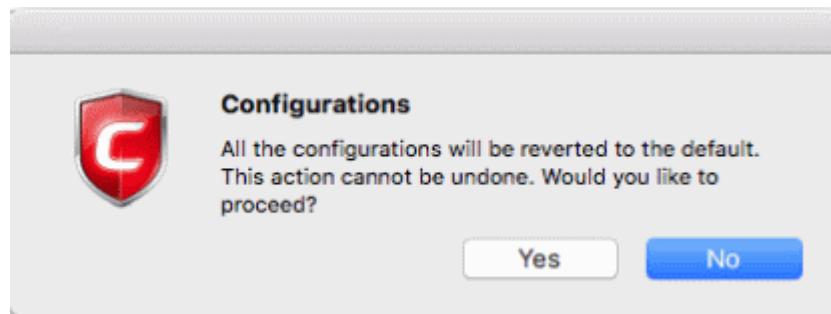 C
Configurations
All the configurations will be reverted to the default.
This action cannot be undone. Would you like to
proceed?
Yes
No